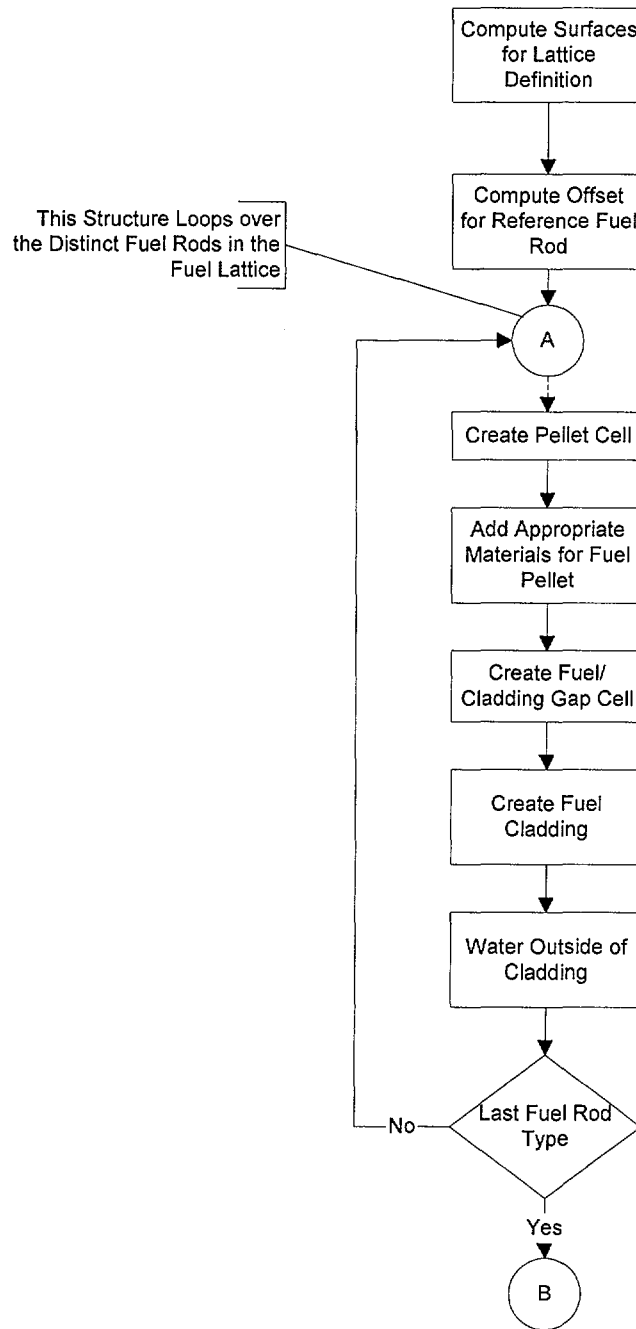 Compute Surfaces
for Lattice
Definition
Compute Offset
for Reference Fuel
Rod
This Structure Loops over
the Distinct Fuel Rods in the
Fuel Lattice
A
Create Pellet Cell
Add Appropriate
Materials for Fuel
Pellet
Create Fuel/
Cladding Gap Cell
Create Fuel
Cladding
Water Outside of
Cladding
Last Fuel Rod
Type
No
Yes
B